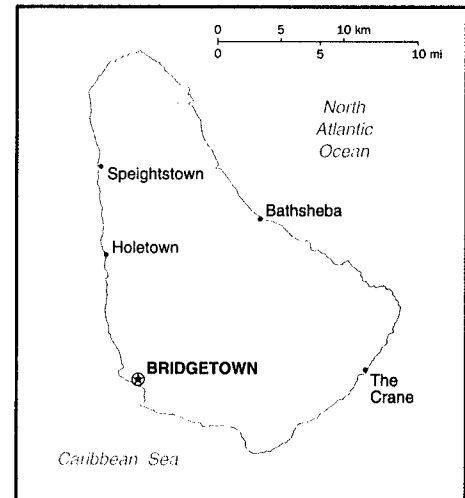 0 5 10 km
0 5 10 mi
North
Atlantic
Ocean
Speightstown
Bathsheba
Holetown
BRIDGETOWN
The
Crane
Caribbean Sea